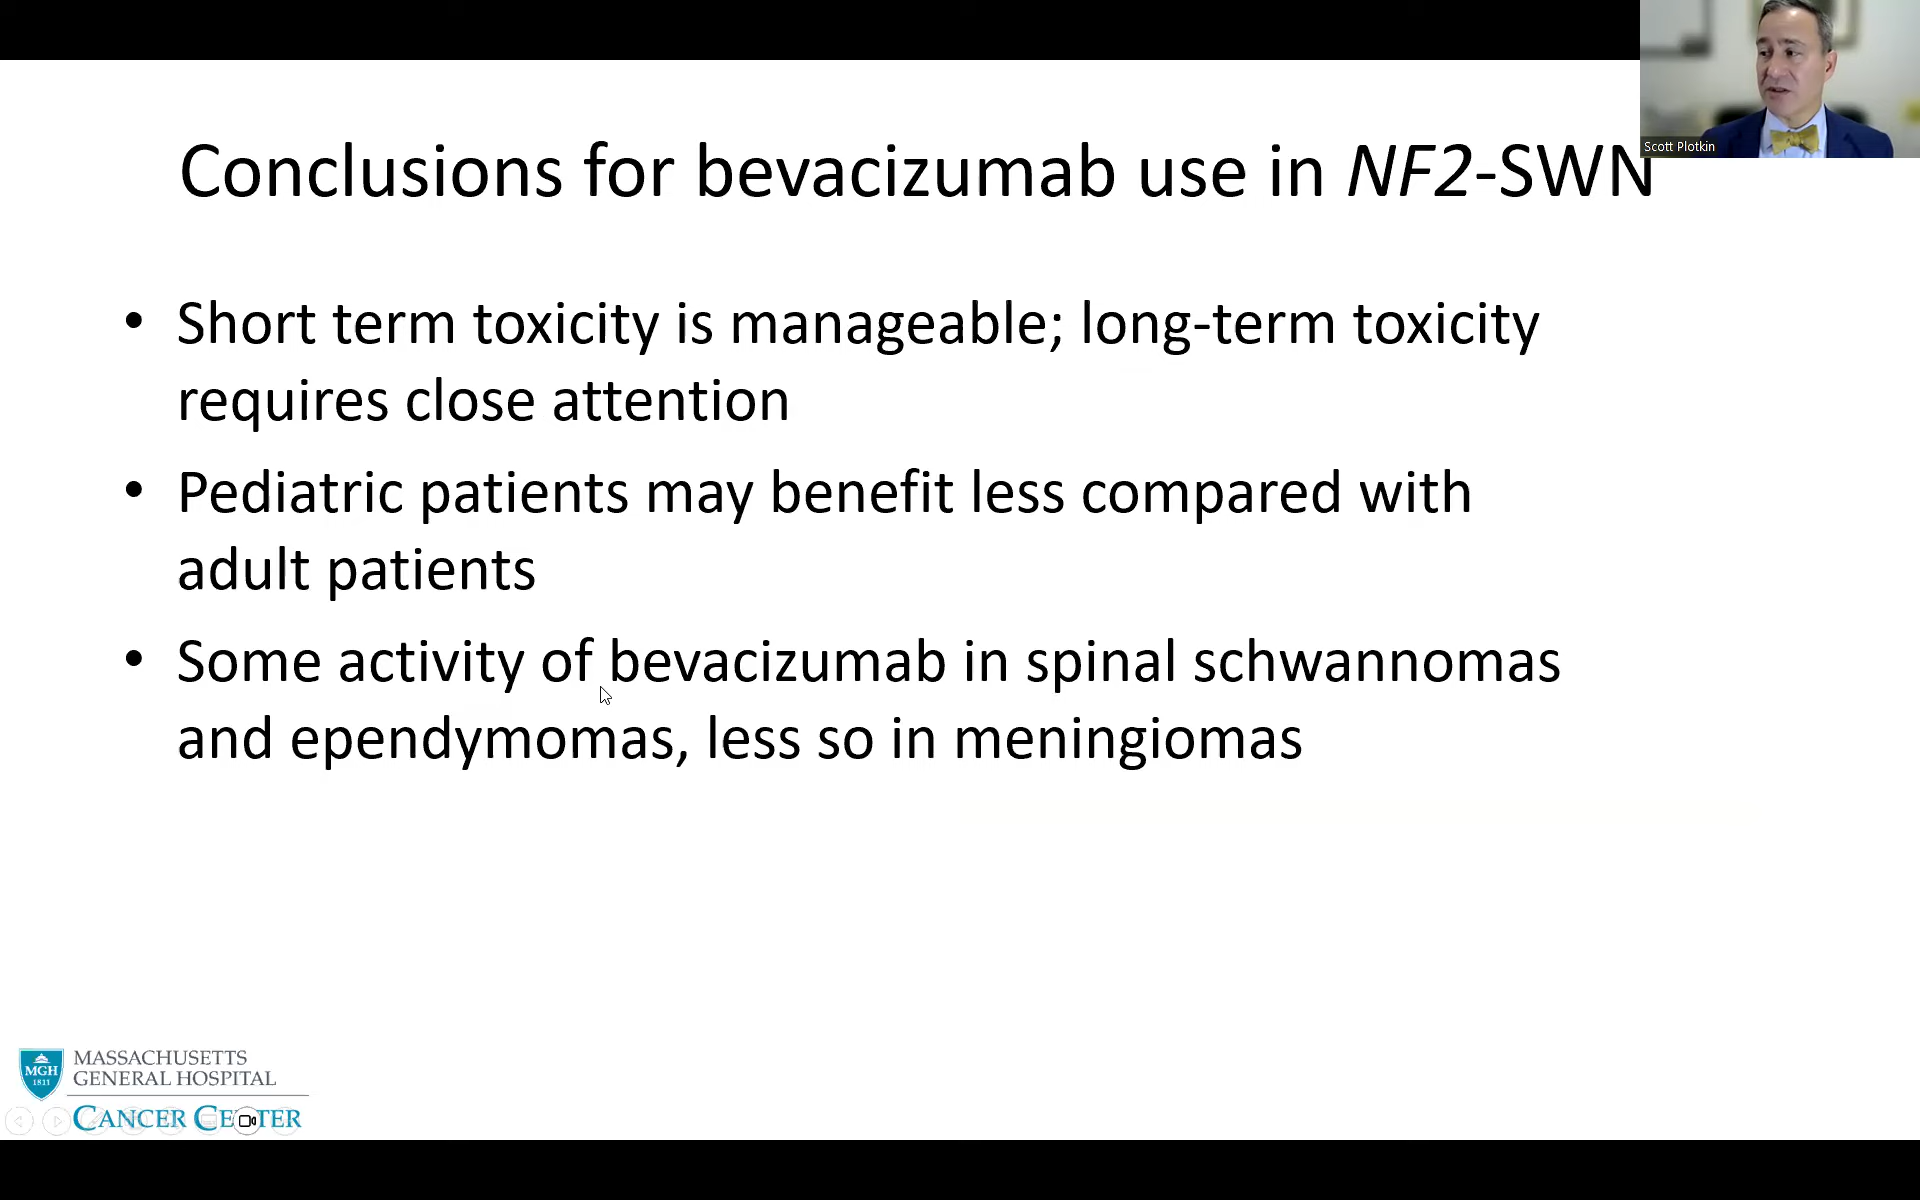 Scott Plotkin
Conclusions for bevacizumab use in NF2-SWN
• Short term toxicity is manageable; long-term toxicity
requires close attention
• Pediatric patients may benefit less compared with
adult patients
• Some activity of bevacizumab in spinal schwannomas
and ependymomas, less so in meningiomas
MGH
1811
MASSACHUSETTS
GENERAL HOSPITAL
CANCER CENTER